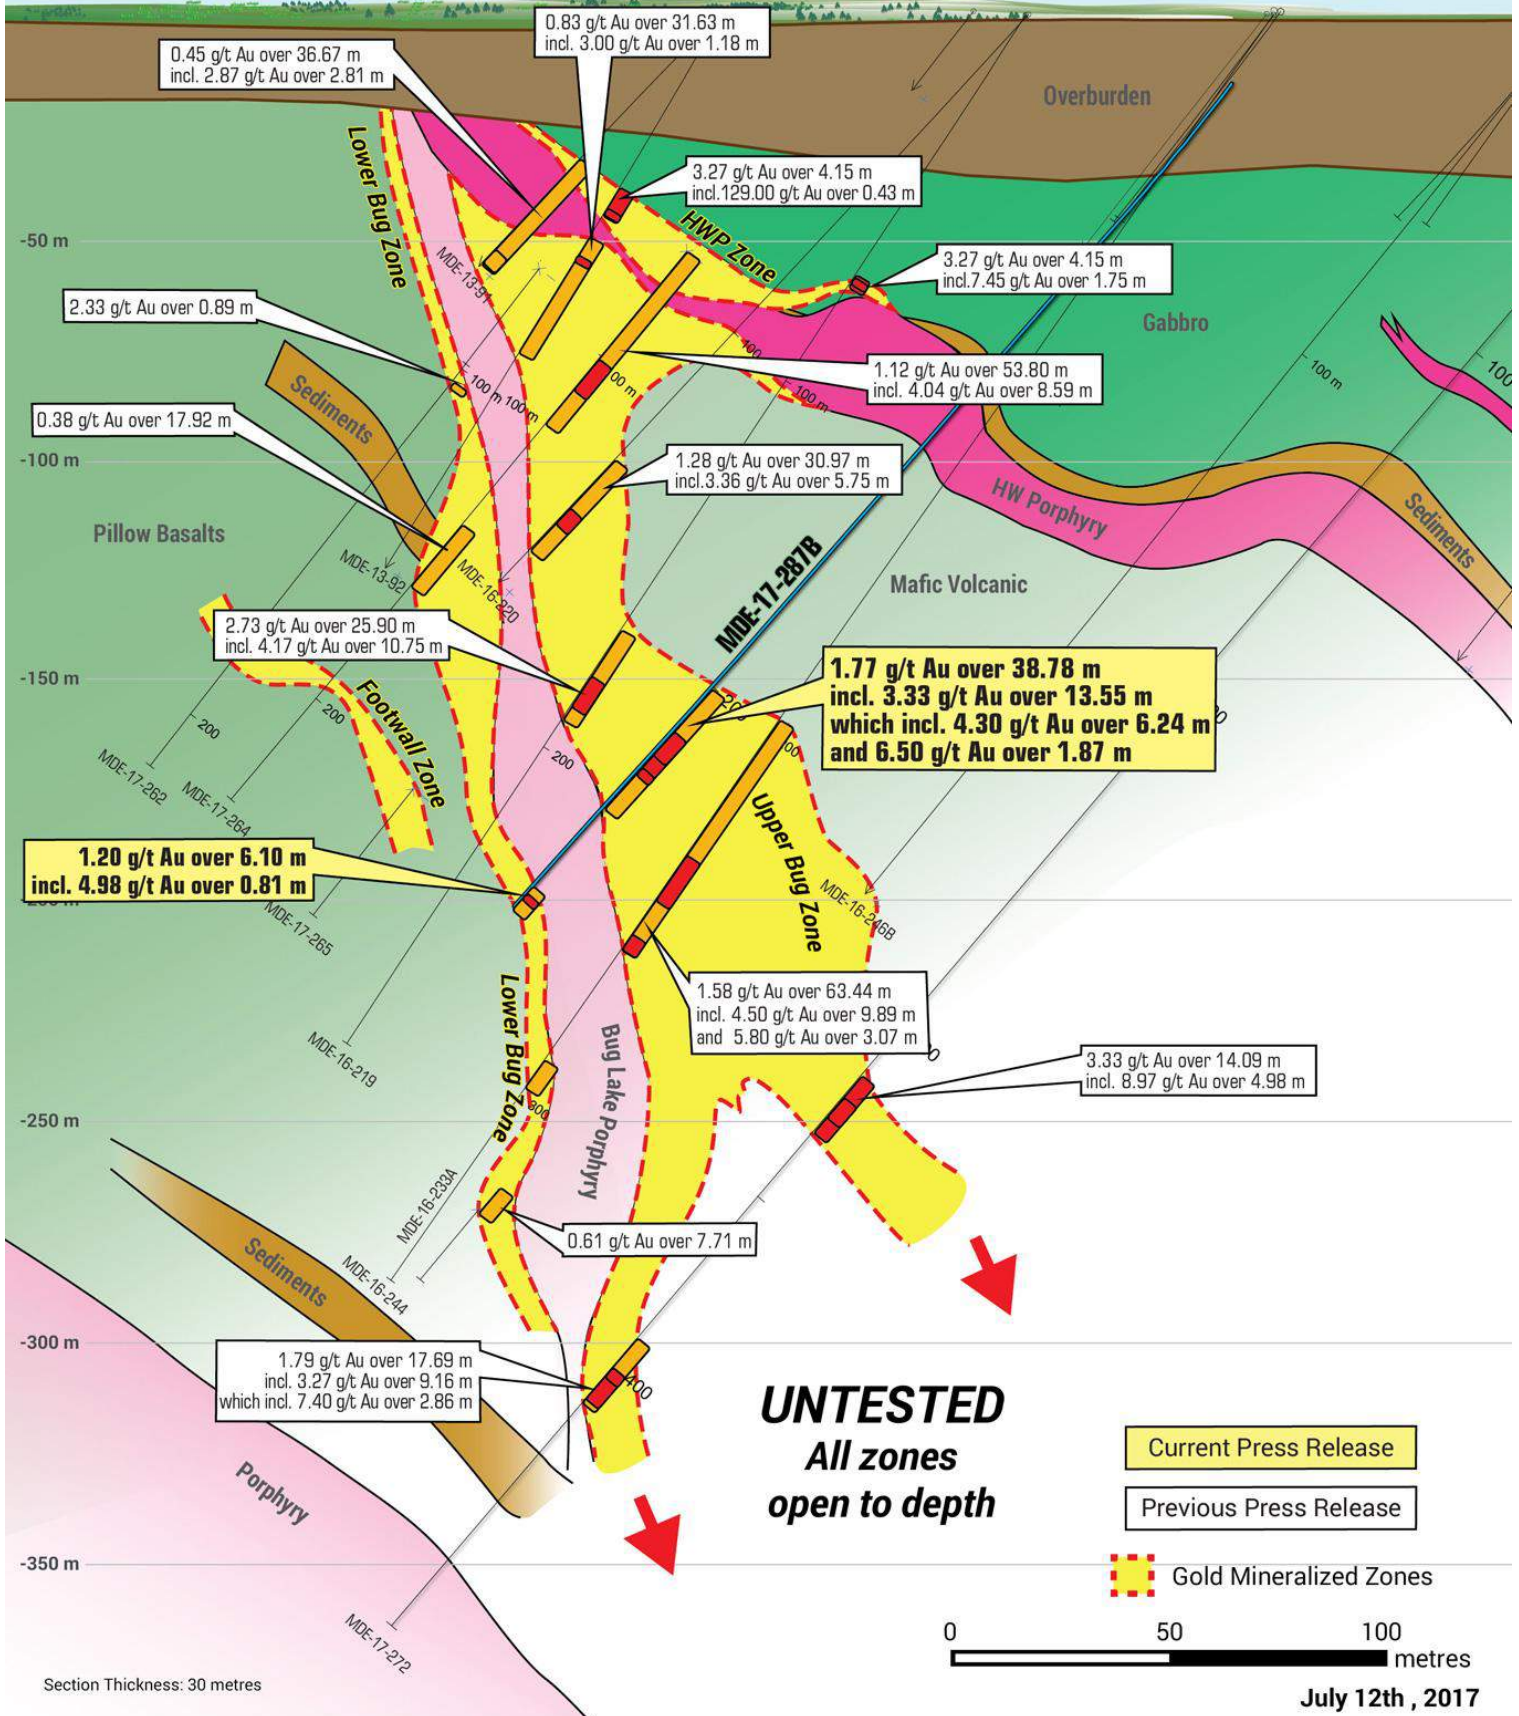 0.83 g/t Au over 31.63 m
incl. 3.00 g/t Au over 1.18 m
0.45 g/t Au over 36.67 m
incl. 2.87 g/t Au over 2.81 m
Overburden
Lower Bug Zone
3.27 g/t Au over 4.15 m
incl.129.00 g/t Au over 0.43 m
HWP Zone
-50 m
MDE-13-91
3.27 g/t Au over 4.15 m
incl.7.45 g/t Au over 1.75 m
2.33 g/t Au over 0.89 m
Gabbro
100
100 m
100
1.12 g/t Au over 53.80 m
incl. 4.04 g/t Au over 8.59 m
Sediments
100 m
100 m
00 m
100 m
0.38 g/t Au over 17.92 m
-100 m
1.28 g/t Au over 30.97 m
incl.3.36 g/t Au over 5.75 m
HW Porphyry
Sediments
Pillow Basalts
MDE-13-92
MDE-16-220
MDE-17-287B
Mafic Volcanic
2.73 g/t Au over 25.90 m
incl. 4.17 g/t Au over 10.75 m
-150 m
1.77 g/t Au over 38.78 m
incl. 3.33 g/t Au over 13.55 m
which incl. 4.30 g/t Au over 6.24 m
and 6.50 g/t Au over 1.87 m
Footwall Zone
200
200
200
200
00
MDE-17-262
MDE-17-264
Upper Bug Zone
1.20 g/t Au over 6.10 m
incl. 4.98 g/t Au over 0.81 m
MDE-16-246B
MDE-17-265
Lower Bug Zone
1.58 g/t Au over 63.44 m
incl. 4.50 g/t Au over 9.89 m
and 5.80 g/t Au over 3.07 m
Bug Lake Porphyry
MDE-16-219
3.33 g/t Au over 14.09 m
incl. 8.97 g/t Au over 4.98 m
300
-250 m
MDE-16-233A
0.61 g/t Au over 7.71 m
Sediments
MDE-16-244
-300 m
1.79 g/t Au over 17.69 m
incl. 3.27 g/t Au over 9.16 m
which incl. 7.40 g/t Au over 2.86 m
400
UNTESTED
All zones
open to depth
Current Press Release
Previous Press Release
Porphyry
-350 m
Gold Mineralized Zones
MDE-17-272
0 50 100
metres
Section Thickness: 30 metres
July 12th , 2017